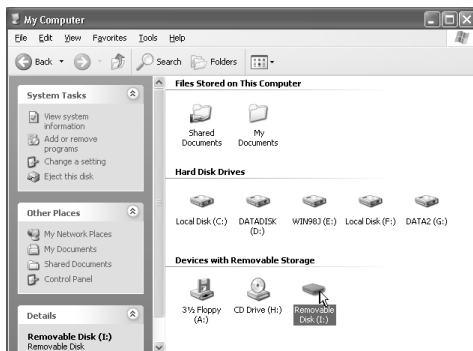 My Computer
File Edit View Favorites Tools Help
Back Search Folders
System Tasks
View system
information
Add or remove
programs
Change a setting
Eject this disk
Other Places
My Network Places
My Documents
Shared Documents
Control Panel
Details
Removable Disk (I:)
Removable Disk
Files Stored on This Computer
Shared
Documents
My
Documents
Hard Disk Drives
Local Disk (C:)
DATADISK
(D:)
WIN98J (E:)
Local Disk (F:)
DATA2 (G:)
Devices with Removable Storage
3½ Floppy
(A:)
CD Drive (H:)
Removable
Disk (I:)